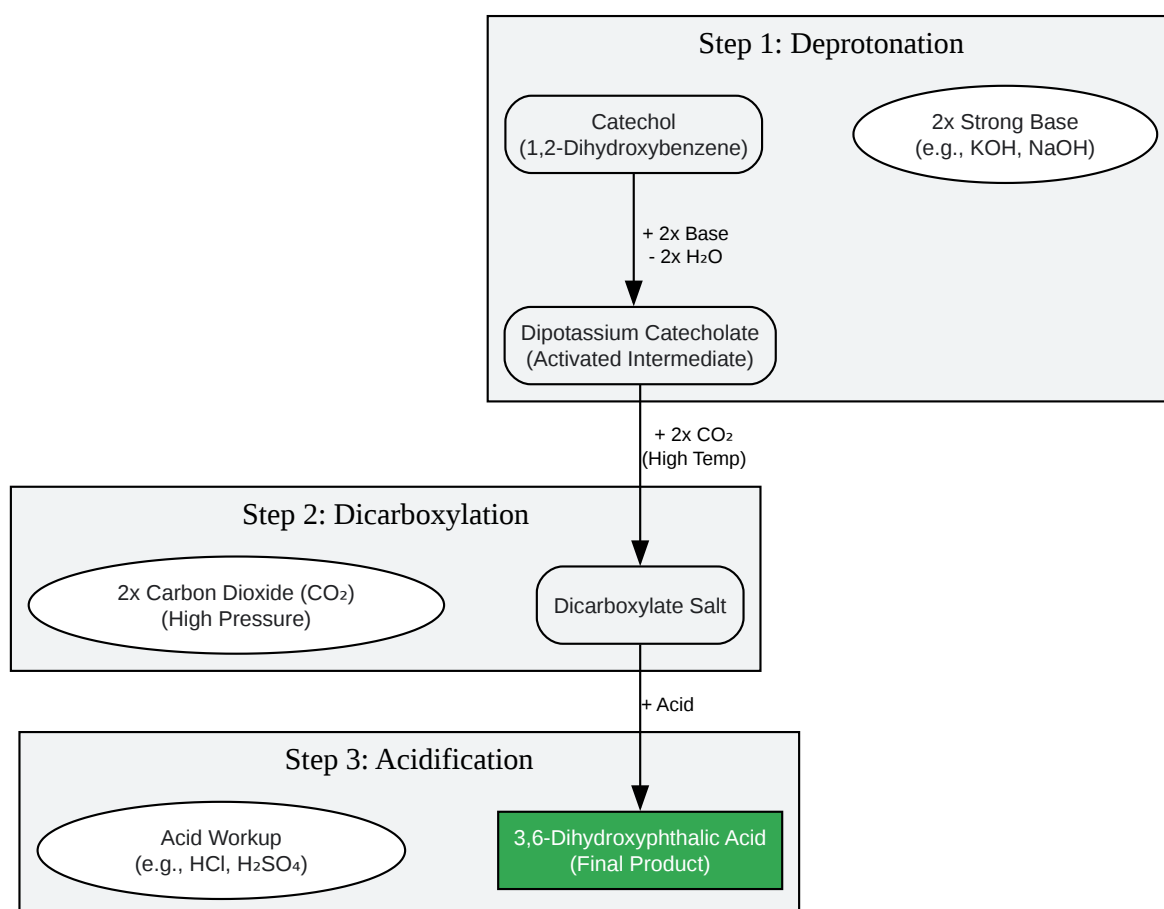 Step 1: Deprotonation
Catechol
(1,2-Dihydroxybenzene)
2x Strong Base
(e.g., KOH, NaOH)
+ 2x Base
- 2x H₂O
Dipotassium Catecholate
(Activated Intermediate)
+ 2x CO₂
(High Temp)
Step 2: Dicarboxylation
2x Carbon Dioxide (CO₂)
(High Pressure)
Dicarboxylate Salt
+ Acid
Step 3: Acidification
Acid Workup
(e.g., HCl, H₂SO₄)
3,6-Dihydroxyphthalic Acid
(Final Product)